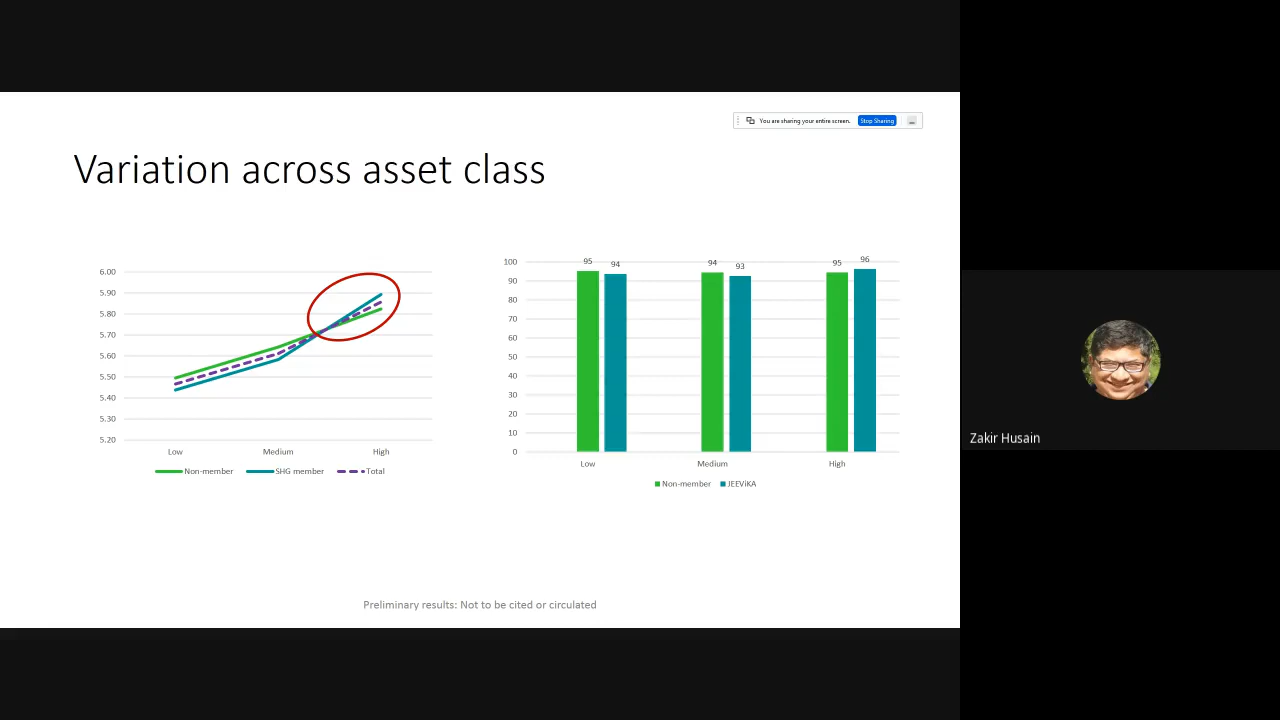 You are sharing your entire screen. Stop Sharing
Variation across asset class
6.00
5.90
5.80
5.70
5.60
5.50
5.40
5.30
5.20
Low Medium High
Non-member SHG member Total
100
90
80
70
60
50
40
30
20
10
0
95 94 94 93 95 96
Low Medium High
Non-member JEEViKA
Preliminary results: Not to be cited or circulated
Zakir Husain